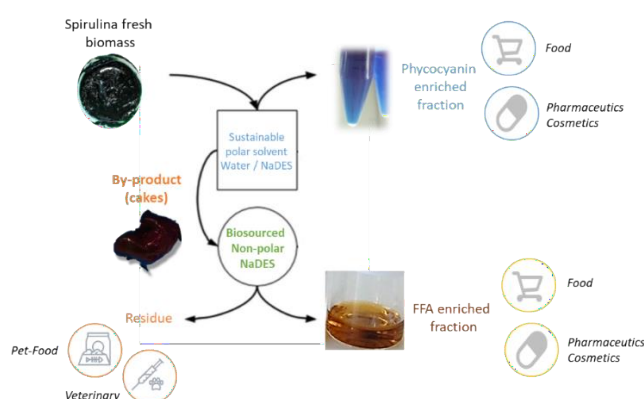 Spirulina fresh
biomass
Phycocyanin
enriched
fraction
Food
Pharmaceutics
Cosmetics
Sustainable
polar solvent
Water / NaDES
By-product
(cakes)
Biosourced
Non-polar
NaDES
Residue
FFA enriched
fraction
Food
Pharmaceutics
Cosmetics
Pet-Food
Veterinary